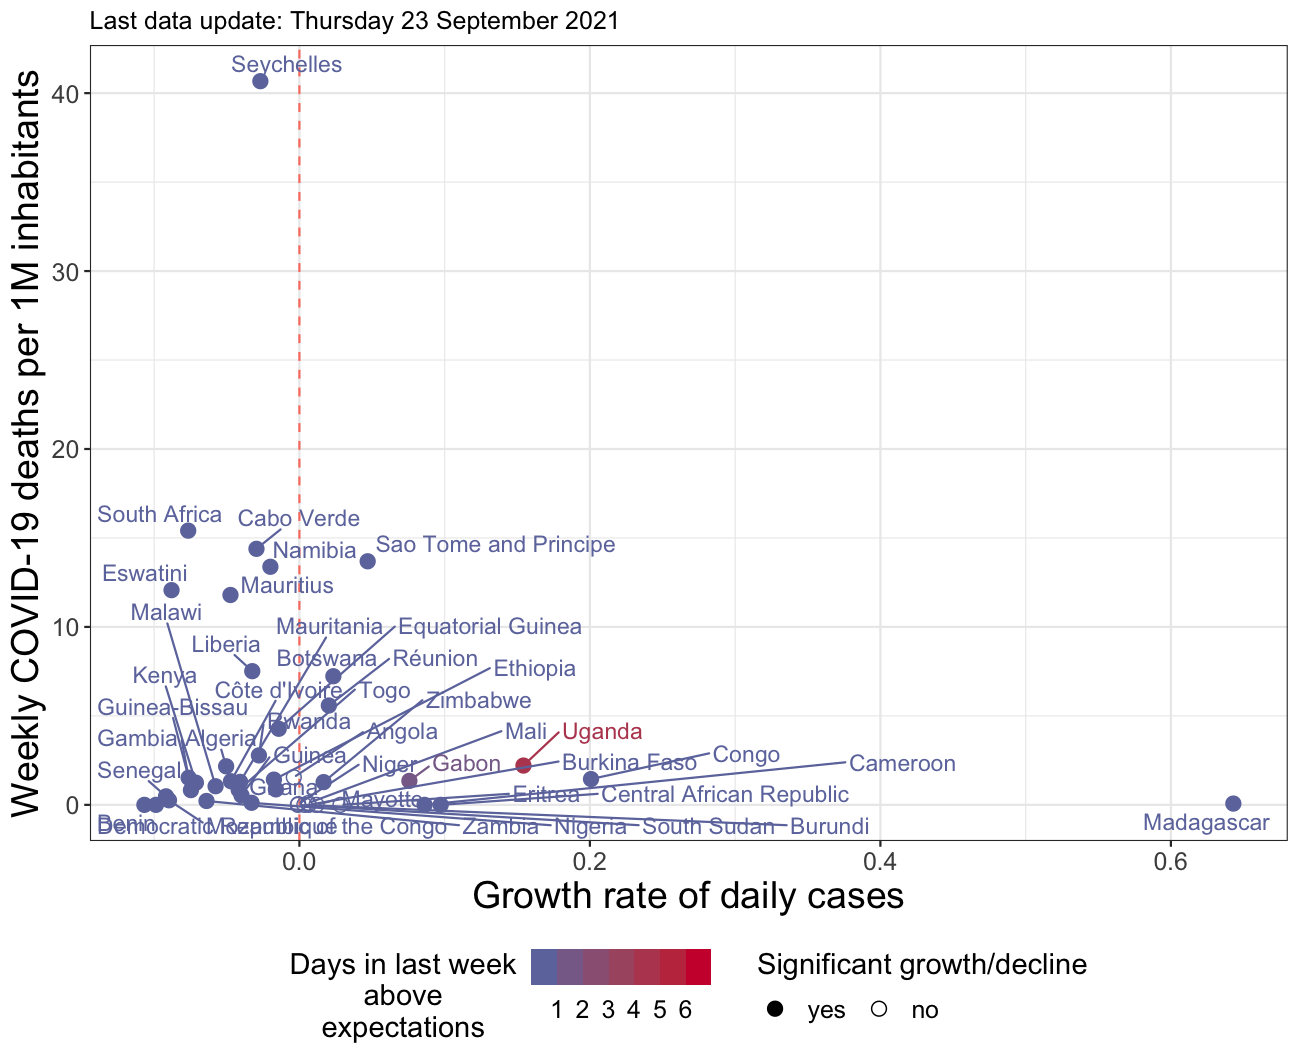 Last data update: Thursday 23 September 2021
Weekly COVID-19 deaths per 1M inhabitants
40
30
20
10
0
Seychelles
South Africa
Cabo Verde
Namibia
Sao Tome and Principe
Eswatini
Mauritius
Malawi
Mauritania
Equatorial Guinea
Liberia
Botswana
Réunion
Ethiopia
Kenya
Côte d'Ivoire
Togo
Zimbabwe
Guinea-Bissau
Rwanda
Angola
Mali
Uganda
Gambia
Algeria
Guinea
Niger
Gabon
Burkina Faso
Congo
Cameroon
Senegal
Ghana
Mayotte
Eritrea
Central African Republic
Benin
Democratic Republic of the Congo
Mozambique
Zambia
Nigeria
South Sudan
Burundi
Madagascar
0.0
0.2
0.4
0.6
Growth rate of daily cases
Days in last week
above
expectations
1 2 3 4 5 6
Significant growth/decline
yes
no